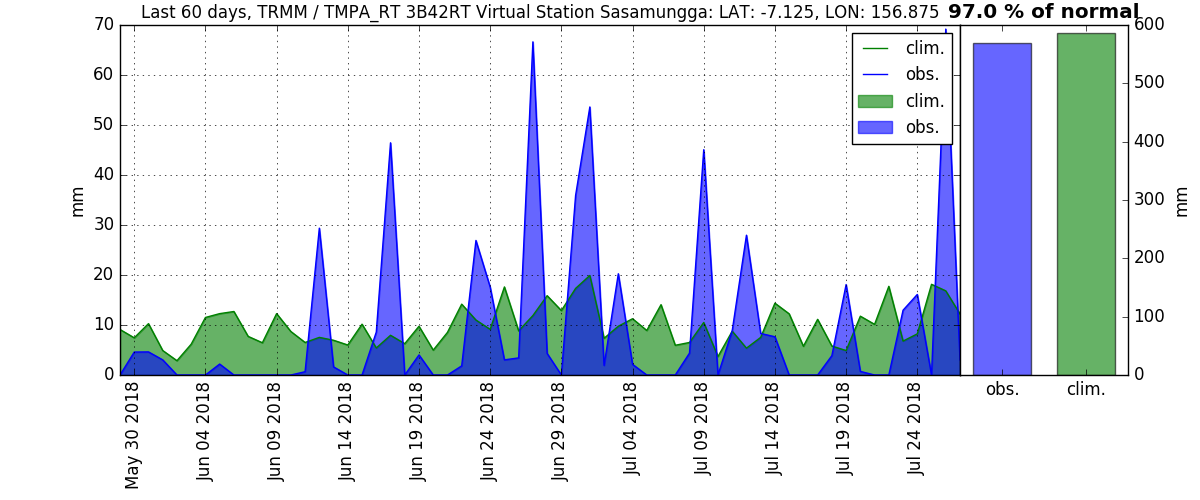 Last 60 days, TRMM / TMPA_RT 3B42RT Virtual Station Sasamungga: LAT: -7.125, LON: 156.875 97.0 % of normal
70
60
50
40
30
20
10
0
mm
clim.
obs.
clim.
obs.
600
500
400
300
200
100
0
mm
May 30 2018
Jun 04 2018
Jun 09 2018
Jun 14 2018
Jun 19 2018
Jun 24 2018
Jun 29 2018
Jul 04 2018
Jul 09 2018
Jul 14 2018
Jul 19 2018
Jul 24 2018
obs.
clim.